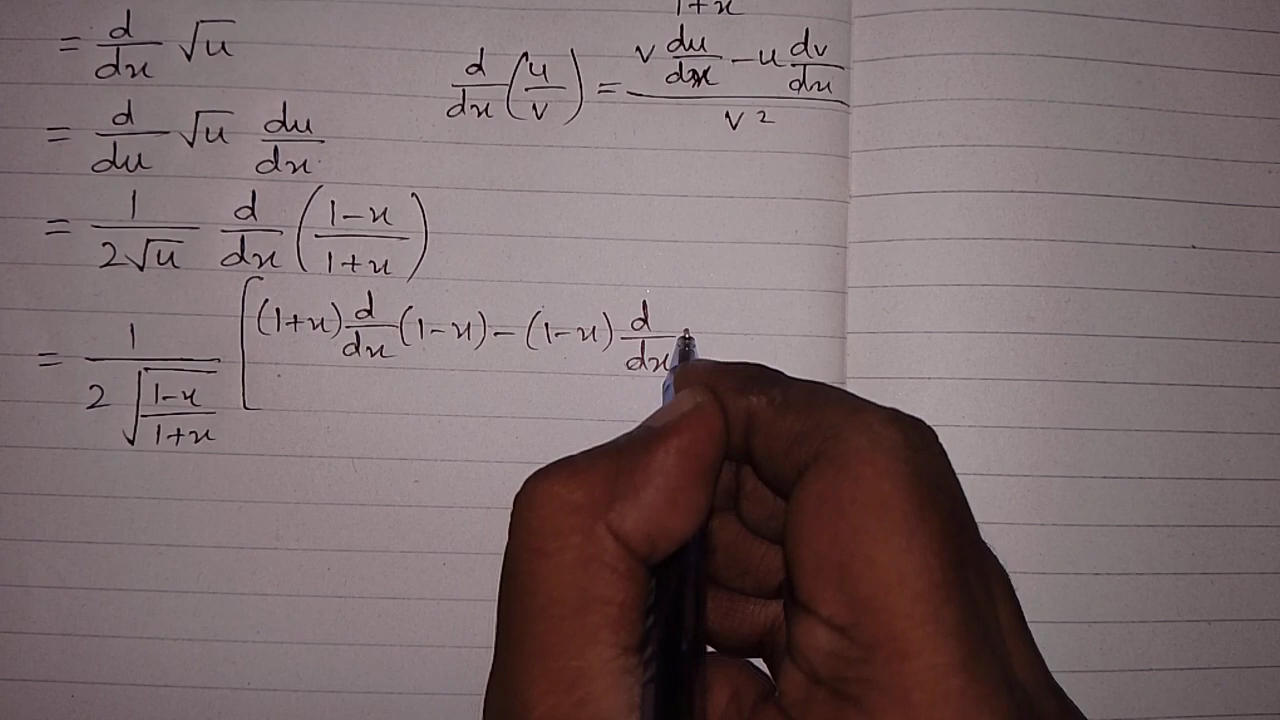 1+x
= d/dx √u
d/dx (u/v) = (v du/dx - u dv/dx) / v²
= d/du √u du/dx
= 1/(2√u) d/dx ((1-x)/(1+x))
= 1/(2√((1-x)/(1+x))) [(1+x) d/dx (1-x) - (1-x) d/dx